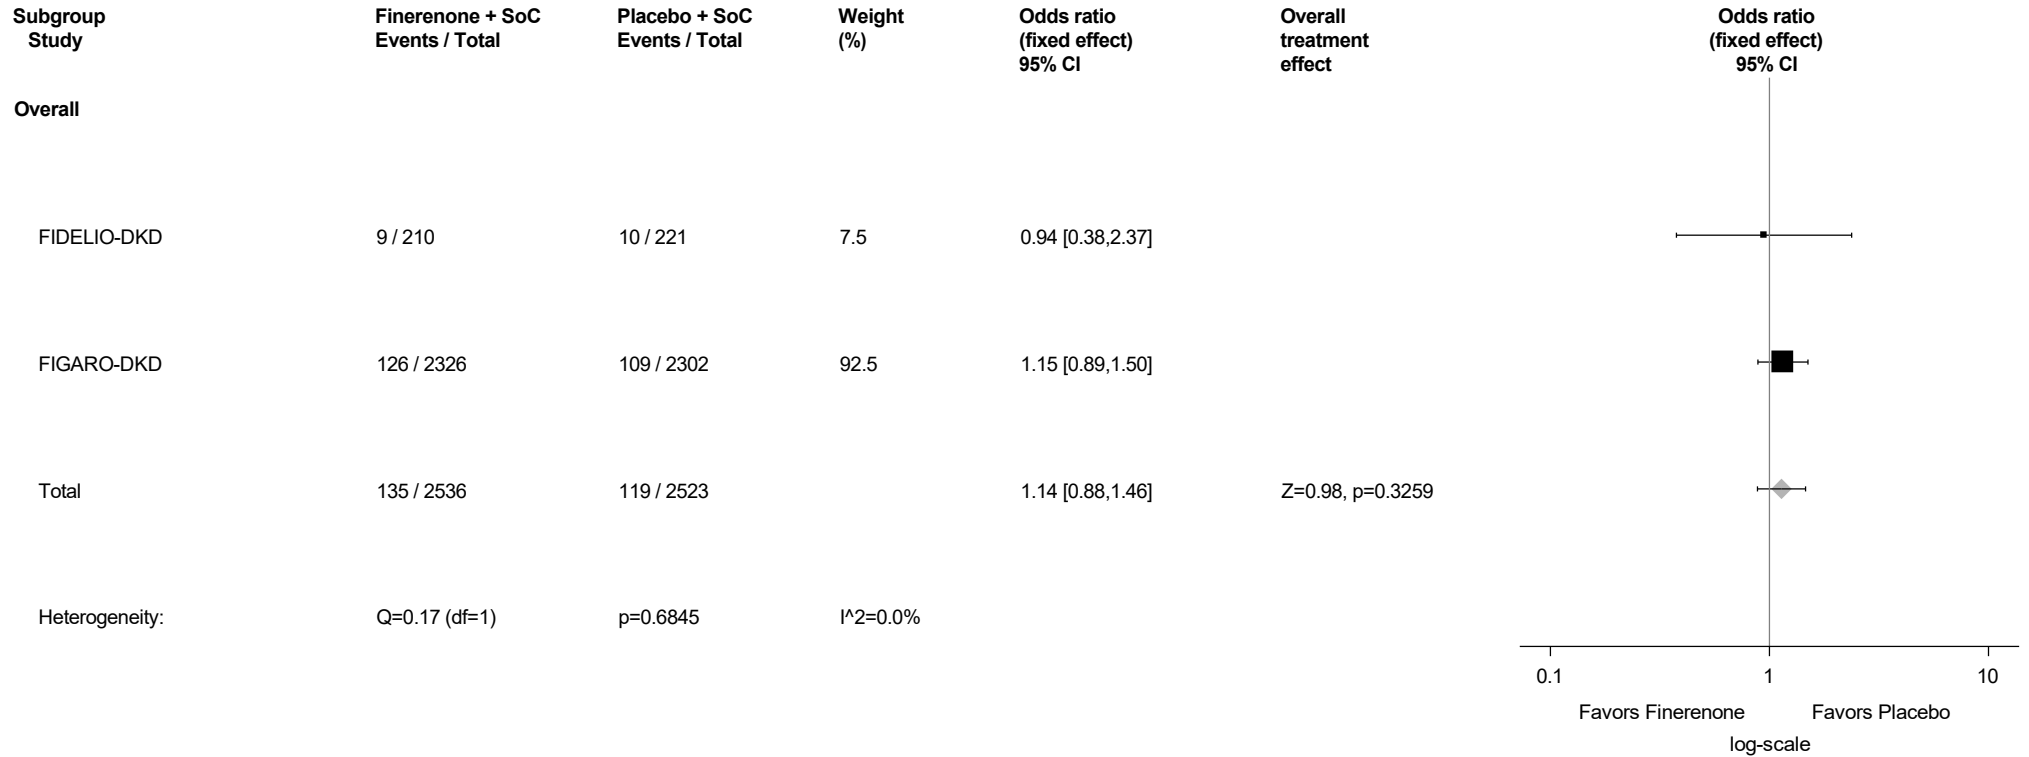 Subgroup Finerenone + SoC Placebo + SoC Weight Odds ratio Overall Odds ratio
Study Events / Total Events / Total (%) (fixed effect) treatment (fixed effect)
95% CI effect 95% CI
Overall
FIDELIO-DKD 9 / 210 10 / 221 7.5 0.94 [0.38,2.37]
FIGARO-DKD 126 / 2326 109 / 2302 92.5 1.15 [0.89,1.50]
Total 135 / 2536 119 / 2523 1.14 [0.88,1.46] Z=0.98, p=0.3259
Heterogeneity: Q=0.17 (df=1) p=0.6845 I^2=0.0%
0.1 1 10
Favors Finerenone Favors Placebo
log-scale